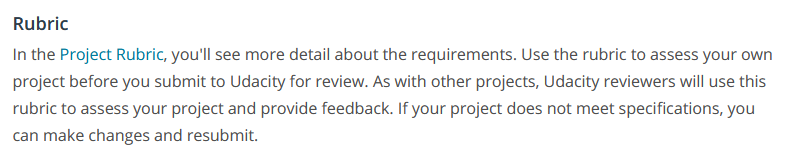 Rubric
In the Project Rubric, you'll see more detail about the requirements. Use the rubric to assess your own
project before you submit to Udacity for review. As with other projects, Udacity reviewers will use this
rubric to assess your project and provide feedback. If your project does not meet specifications, you
can make changes and resubmit.